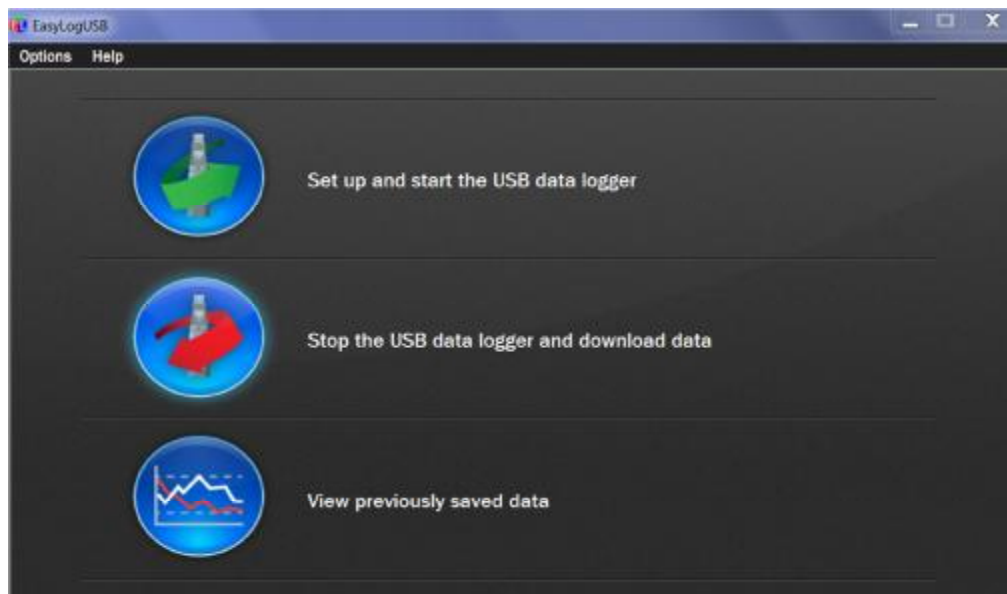 EasyLogUSB
Options Help
Set up and start the USB data logger
Stop the USB data logger and download data
View previously saved data